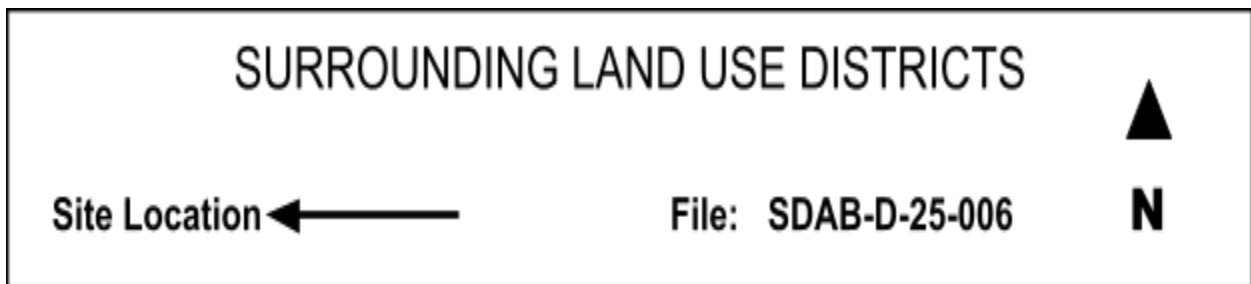 SURROUNDING LAND USE DISTRICTS
Site Location File: SDAB-D-25-006 N